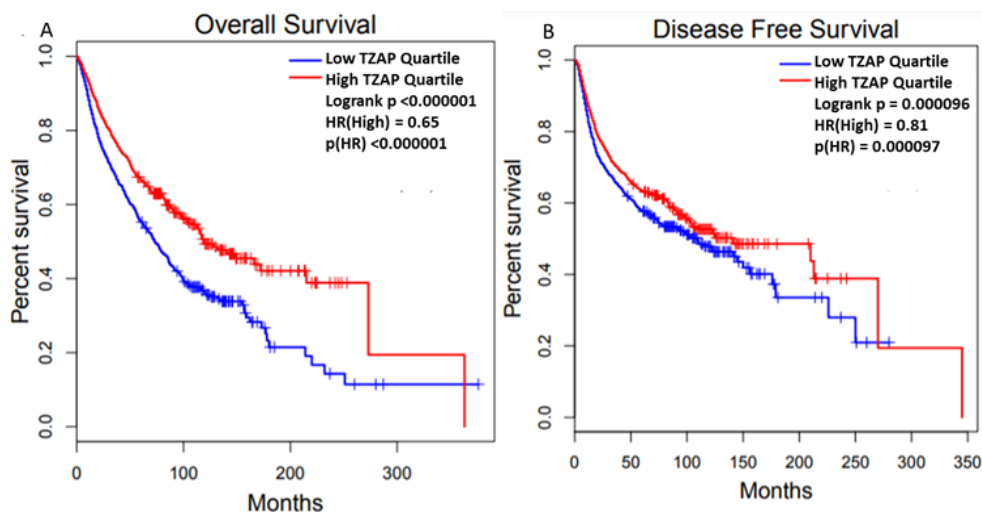 A
Overall Survival
Low TZAP Quartile
High TZAP Quartile
Logrank p <0.000001
HR(High) = 0.65
p(HR) <0.000001
Percent survival
1.0
0.8
0.6
0.4
0.2
0.0
0 100 200 300
Months
B
Disease Free Survival
Low TZAP Quartile
High TZAP Quartile
Logrank p = 0.000096
HR(High) = 0.81
p(HR) = 0.000097
Percent survival
1.0
0.8
0.6
0.4
0.2
0.0
0 50 100 150 200 250 300 350
Months